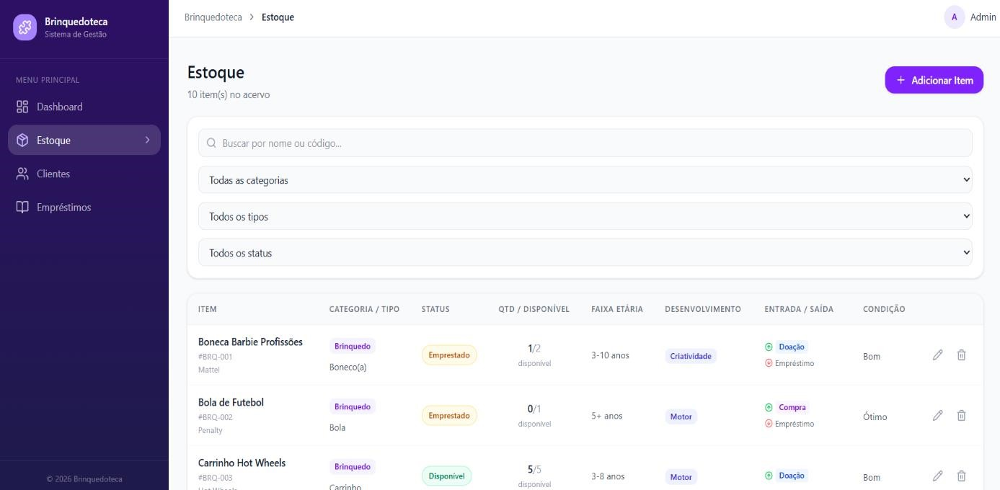 Brinquedoteca
Sistema de Gestão
MENU PRINCIPAL
Dashboard
Estoque
Clientes
Empréstimos
© 2026 Brinquedoteca
Brinquedoteca > Estoque
A Admin
Estoque
10 item(s) no acervo
+ Adicionar Item
Buscar por nome ou código...
Todas as categorias
Todos os tipos
Todos os status
ITEM CATEGORIA / TIPO STATUS QTD / DISPONÍVEL FAIXA ETÁRIA DESENVOLVIMENTO ENTRADA / SAÍDA CONDIÇÃO
Boneca Barbie Profissões
#BRQ-001
Mattel
Brinquedo
Boneco(a)
Emprestado
1/2
disponível
3-10 anos
Criatividade
Doação
Empréstimo
Bom
Bola de Futebol
#BRQ-002
Penalty
Brinquedo
Bola
Emprestado
0/1
disponível
5+ anos
Motor
Compra
Empréstimo
Ótimo
Carrinho Hot Wheels
#BRQ-003
Hot Wheels
Brinquedo
Carrinho
Disponível
5/5
disponível
3-8 anos
Motor
Doação
Bom